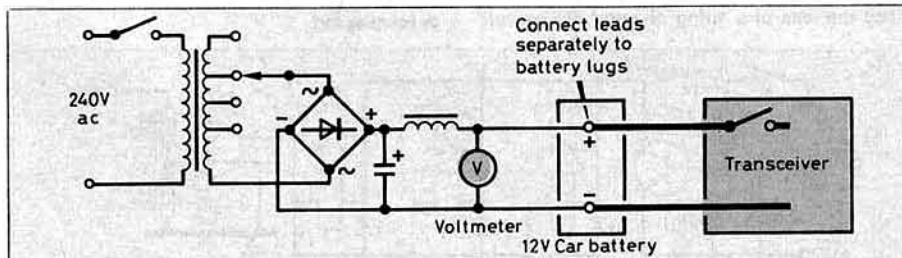 Connect leads
separately to
battery lugs
240V
ac
~
−
+
+
~
V
Voltmeter
+
−
12V Car battery
Transceiver